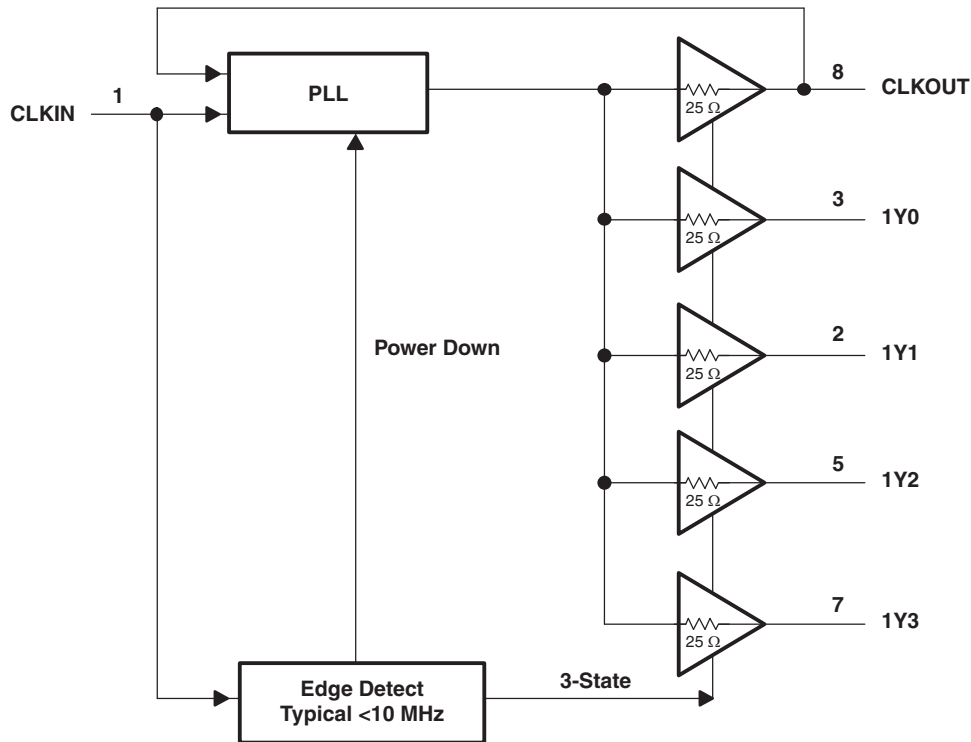 8
CLKOUT
PLL
1
CLKIN
25 Ω
3
1Y0
25 Ω
2
1Y1
Power Down
25 Ω
5
1Y2
25 Ω
7
1Y3
25 Ω
Edge Detect
Typical <10 MHz
3-State